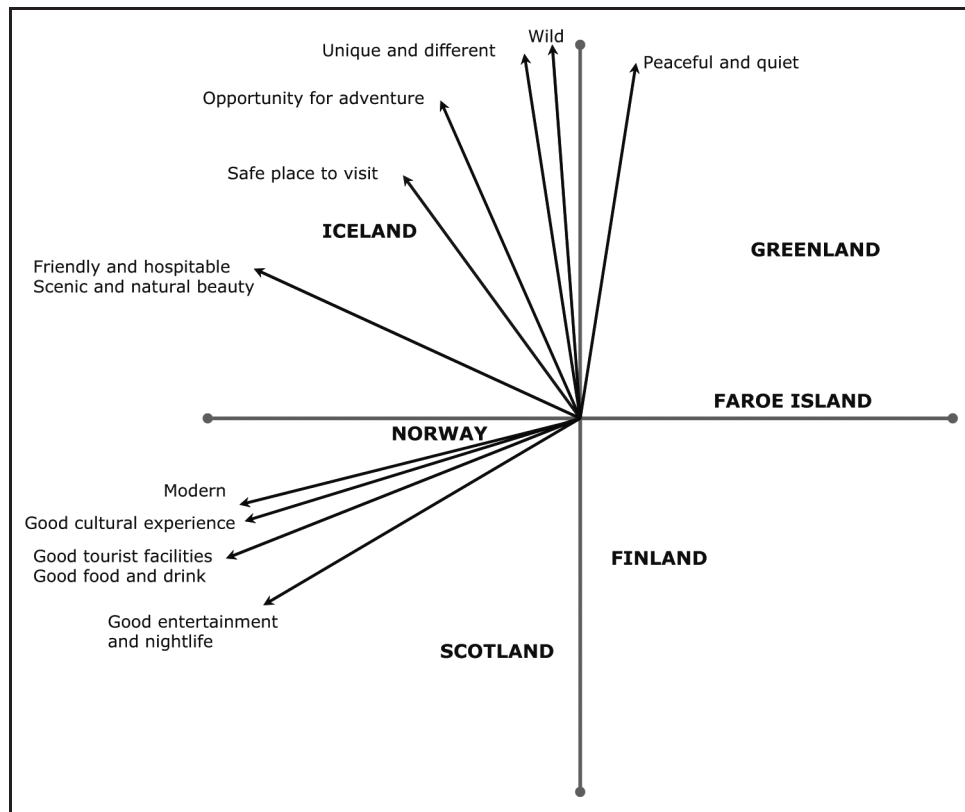 Wild
Unique and different
Peaceful and quiet
Opportunity for adventure
Safe place to visit
ICELAND
GREENLAND
Friendly and hospitable
Scenic and natural beauty
FAROE ISLAND
NORWAY
Modern
Good cultural experience
Good tourist facilities
Good food and drink
FINLAND
Good entertainment
and nightlife
SCOTLAND